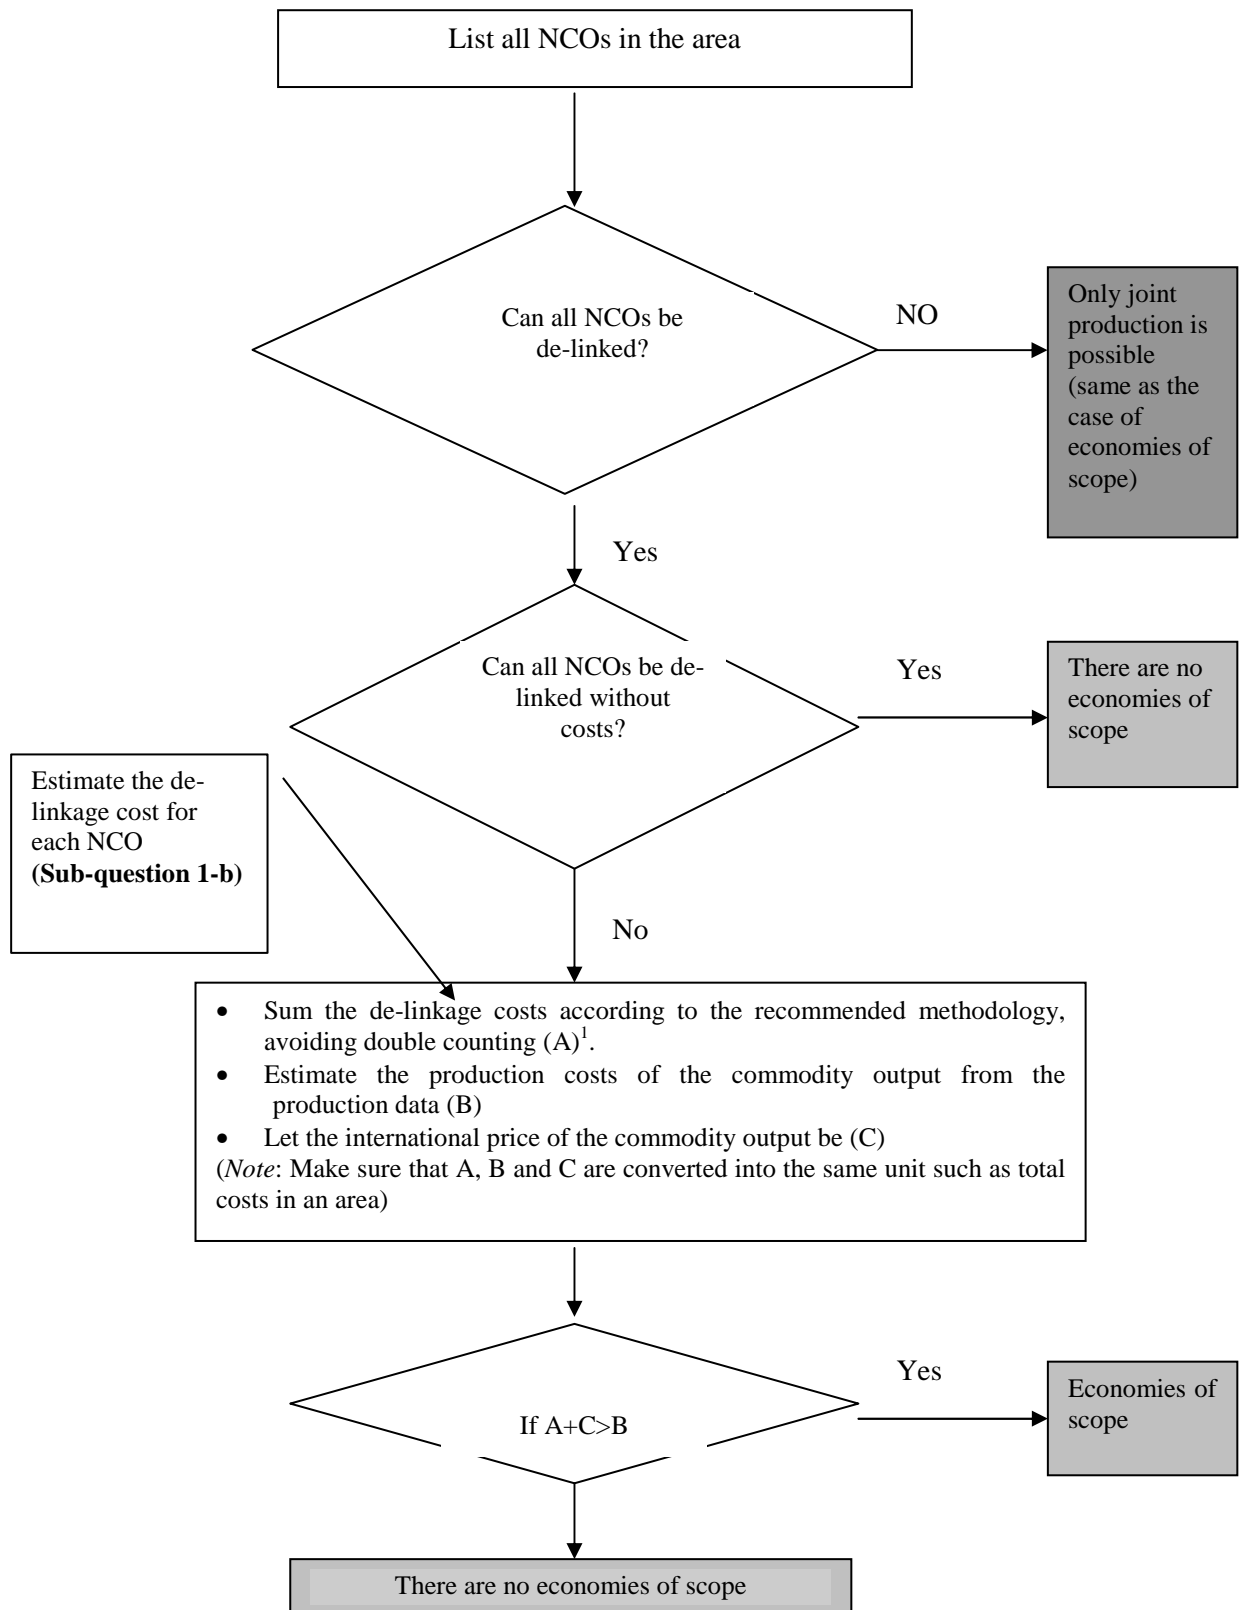 List all NCOs in the area
Can all NCOs be
de-linked?
NO
Only joint
production is
possible
(same as the
case of
economies of
scope)
Yes
Can all NCOs be de-
linked without
costs?
Yes
There are no
economies of
scope
Estimate the de-
linkage cost for
each NCO
(Sub-question 1-b)
No
• Sum the de-linkage costs according to the recommended methodology,
avoiding double counting (A)¹.
• Estimate the production costs of the commodity output from the
production data (B)
• Let the international price of the commodity output be (C)
(Note: Make sure that A, B and C are converted into the same unit such as total
costs in an area)
If A+C>B
Yes
Economies of
scope
There are no economies of scope